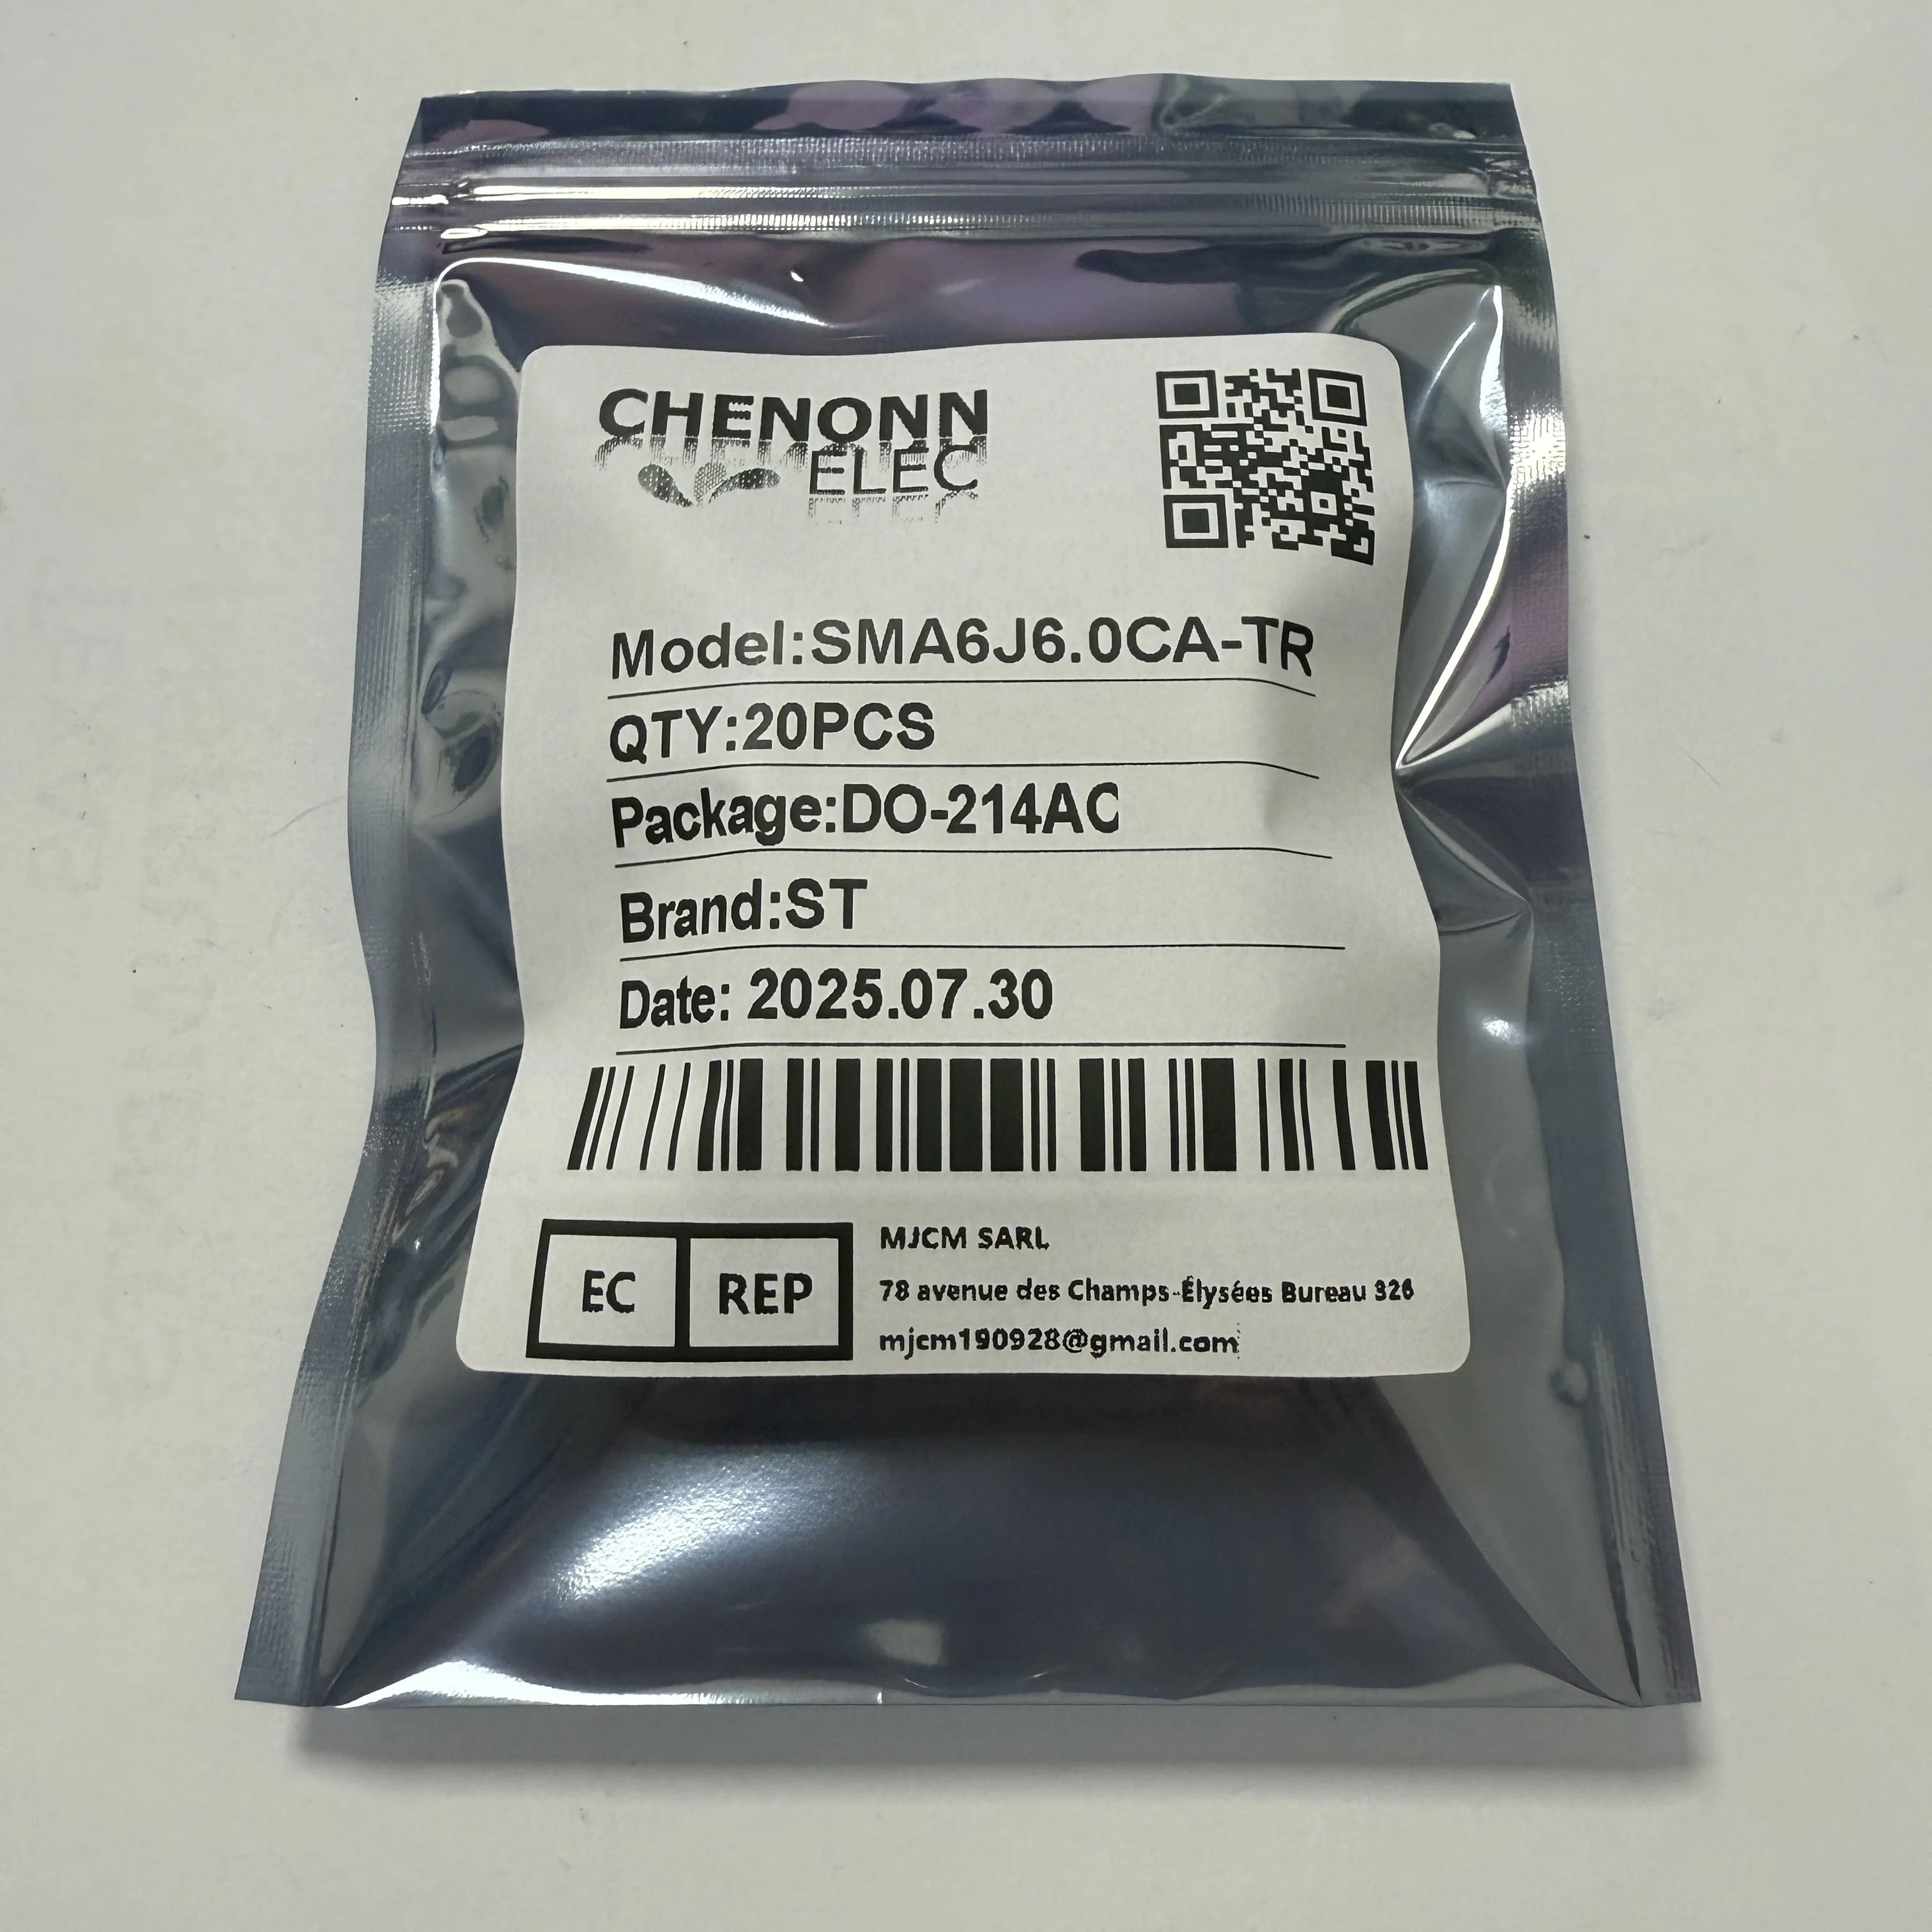 CHENONN
ELEC
Model:SMA6J6.0CA-TR
QTY:20PCS
Package:DO-214AC
Brand:ST
Date: 2025.07.30
EC REP
MJCM SARL
78 avenue des Champs-Élysées Bureau 326
mjcm190928@gmail.com